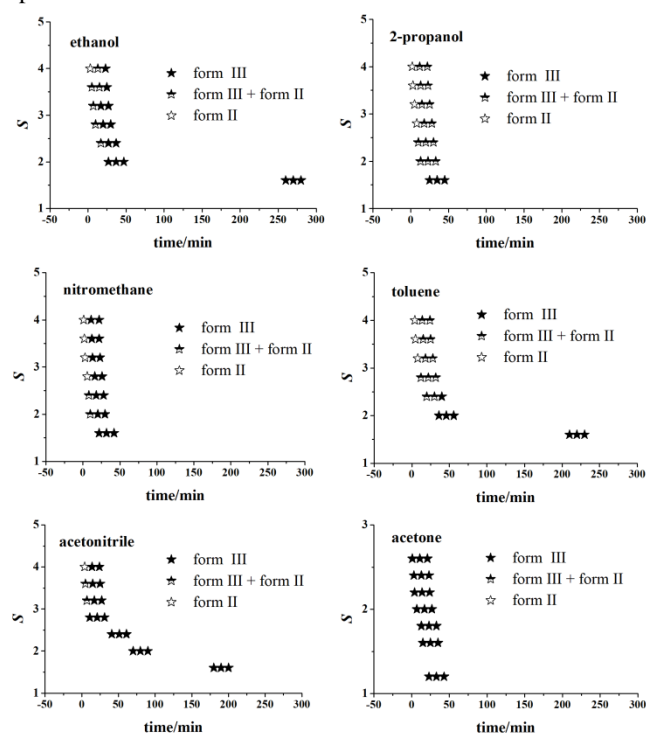 ethanol
form III
form III + form II
form II
S
5
4
3
2
1
-50 0 50 100 150 200 250 300
time/min
2-propanol
form III
form III + form II
form II
S
5
4
3
2
1
-50 0 50 100 150 200 250 300
time/min
nitromethane
form III
form III + form II
form II
S
5
4
3
2
1
-50 0 50 100 150 200 250 300
time/min
toluene
form III
form III + form II
form II
S
5
4
3
2
1
-50 0 50 100 150 200 250 300
time/min
acetonitrile
form III
form III + form II
form II
S
5
4
3
2
1
-50 0 50 100 150 200 250 300
time/min
acetone
form III
form III + form II
form II
S
3
2
1
-50 0 50 100 150 200 250 300
time/min